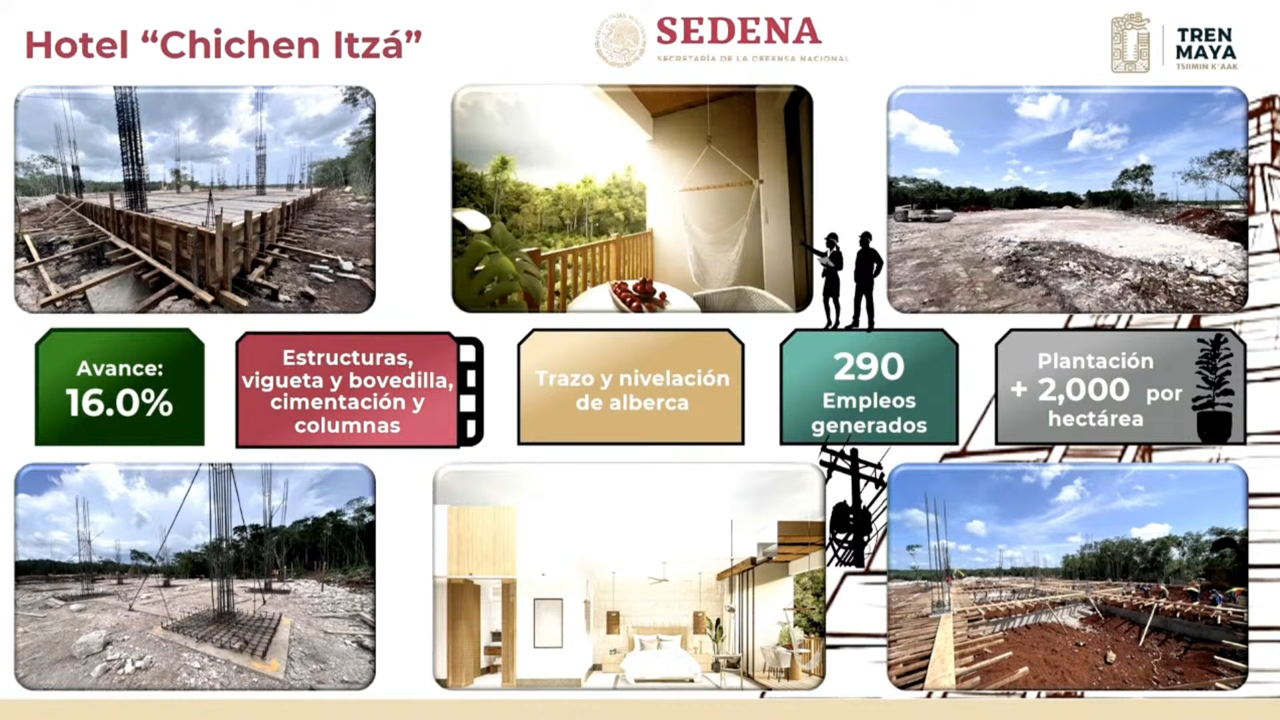 Hotel “Chichen Itzá”
SEDENA
SECRETARÍA DE LA DEFENSA NACIONAL
TREN
MAYA
TSIIMIN K'AAK
Avance:
16.0%
Estructuras,
vigueta y bovedilla,
cimentación y
columnas
Trazo y nivelación
de alberca
290
Empleos
generados
Plantación
+ 2,000 por
hectárea